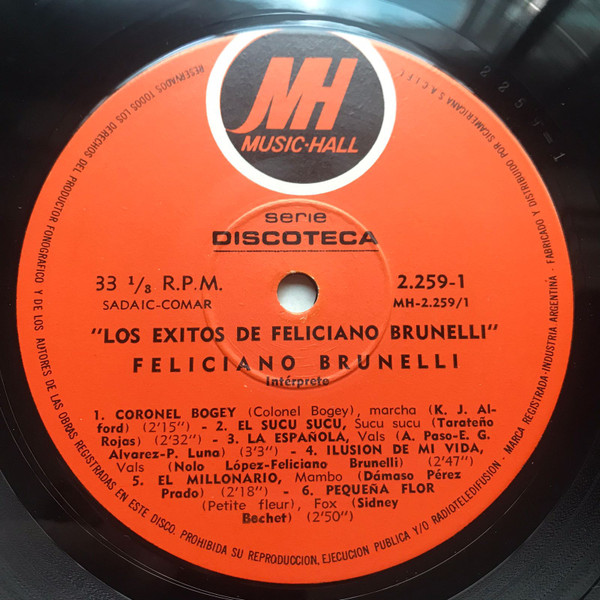 MH
MUSIC-HALL
serie
DISCOTECA
33 1/8 R.P.M.
SADAIC-COMAR
2.259-1
MH-2.259/1
"LOS EXITOS DE FELICIANO BRUNELLI"
FELICIANO BRUNELLI
Intérprete
1. CORONEL BOGEY (Colonel Bogey), marcha (K. J. Al-
ford) (2'15") - 2. EL SUCU SUCU, Sucu sucu (Tarateño
Rojas) (2'32") - 3. LA ESPAÑOLA, Vals (A. Paso-E. G.
Alvarez-P. Luna) (3'3") - 4. ILUSION DE MI VIDA,
Vals (Nolo López-Feliciano Brunelli) (2'47")
5. EL MILLONARIO, Mambo (Dámaso Pérez
Prado) (2'18") - 6. PEQUEÑA FLOR
(Petite fleur), Fox (Sidney
Bechet) (2'50")
RESERVADOS TODOS LOS DERECHOS DEL PRODUCTOR FONOGRAFICO Y DE LOS AUTORES DE LAS OBRAS REGISTRADAS EN ESTE DISCO. PROHIBIDA SU REPRODUCCION, EJECUCION PUBLICA Y/O RADIOTELEDIFUSION - MARCA REGISTRADA-INDUSTRIA ARGENTINA - FABRICADO Y DISTRIBUIDO POR SICAMERICANA S.A.C.I.F.I.
2259-1